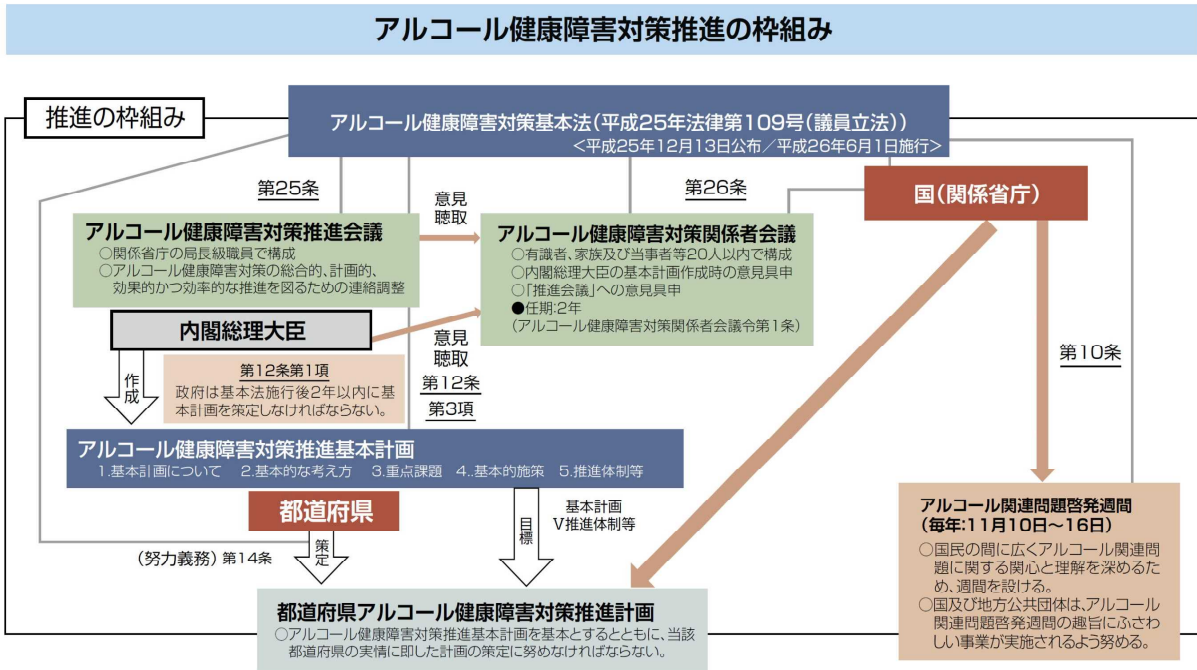 アルコール健康障害対策推進の枠組み
推進の枠組み
アルコール健康障害対策基本法(平成25年法律第109号(議員立法))
<平成25年12月13日公布／平成26年6月1日施行>
第25条
意見
聴取
第26条
国(関係省庁)
アルコール健康障害対策推進会議
○関係省庁の局長級職員で構成
○アルコール健康障害対策の総合的、計画的、
効果的かつ効率的な推進を図るための連絡調整
アルコール健康障害対策関係者会議
○有識者、家族及び当事者等20人以内で構成
○内閣総理大臣の基本計画作成時の意見具申
○「推進会議」への意見具申
●任期:2年
(アルコール健康障害対策関係者会議令第1条)
内閣総理大臣
意見
聴取
第12条
第3項
第10条
作成
第12条第1項
政府は基本法施行後2年以内に基
本計画を策定しなければならない。
アルコール健康障害対策推進基本計画
1.基本計画について 2.基本的な考え方 3.重点課題 4..基本的施策 5.推進体制等
都道府県
策定
(努力義務) 第14条
目標
基本計画
Ⅴ推進体制等
アルコール関連問題啓発週間
(毎年:11月10日～16日)
○国民の間に広くアルコール関連問
題に関する関心と理解を深めるた
め、週間を設ける。
○国及び地方公共団体は、アルコール
関連問題啓発週間の趣旨にふさわ
しい事業が実施されるよう努める。
都道府県アルコール健康障害対策推進計画
○アルコール健康障害対策推進基本計画を基本とするとともに、当該
都道府県の実情に即した計画の策定に努めなければならない。